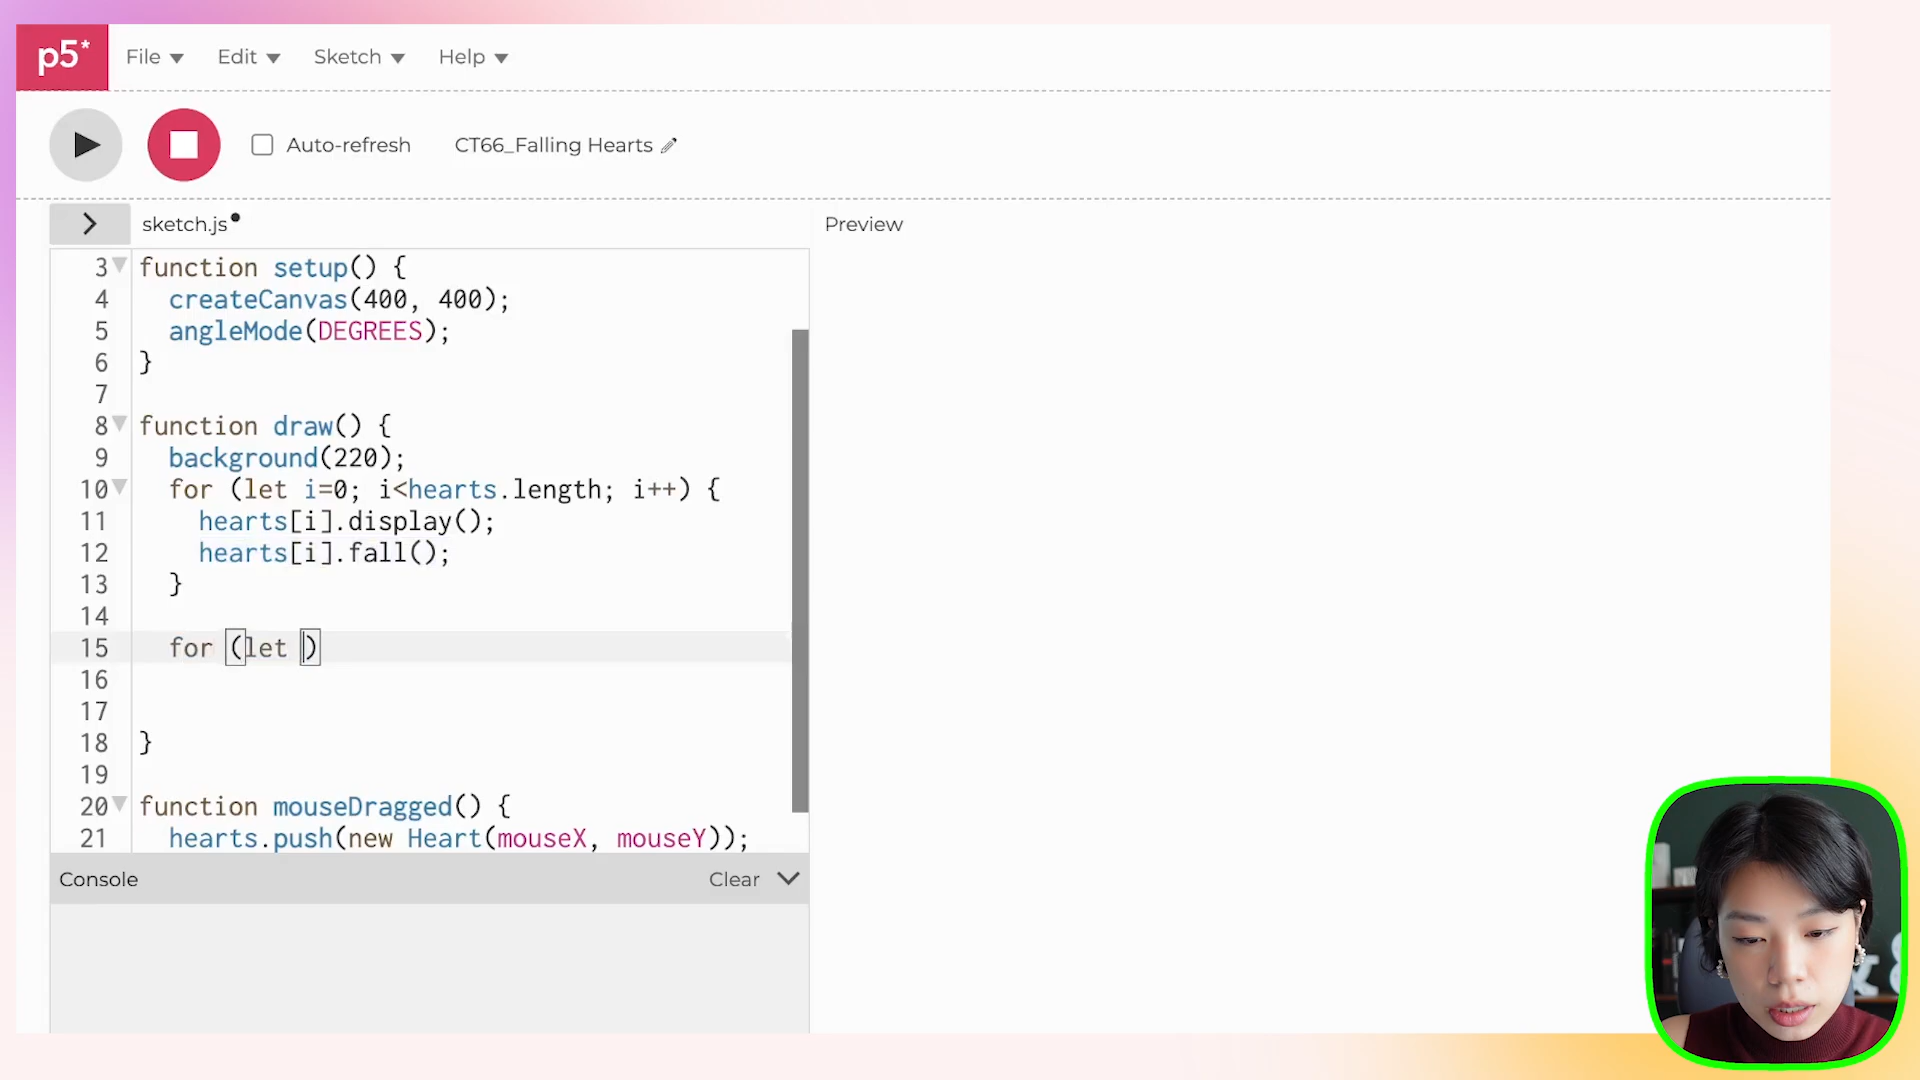 p5*
File Edit Sketch Help
Auto-refresh CT66_Falling Hearts
sketch.js Preview
3 function setup() {
4 createCanvas(400, 400);
5 angleMode(DEGREES);
6 }
7
8 function draw() {
9 background(220);
10 for (let i=0; i<hearts.length; i++) {
11 hearts[i].display();
12 hearts[i].fall();
13 }
14
15 for (let )
16
17
18 }
19
20 function mouseDragged() {
21 hearts.push(new Heart(mouseX, mouseY));
Console Clear